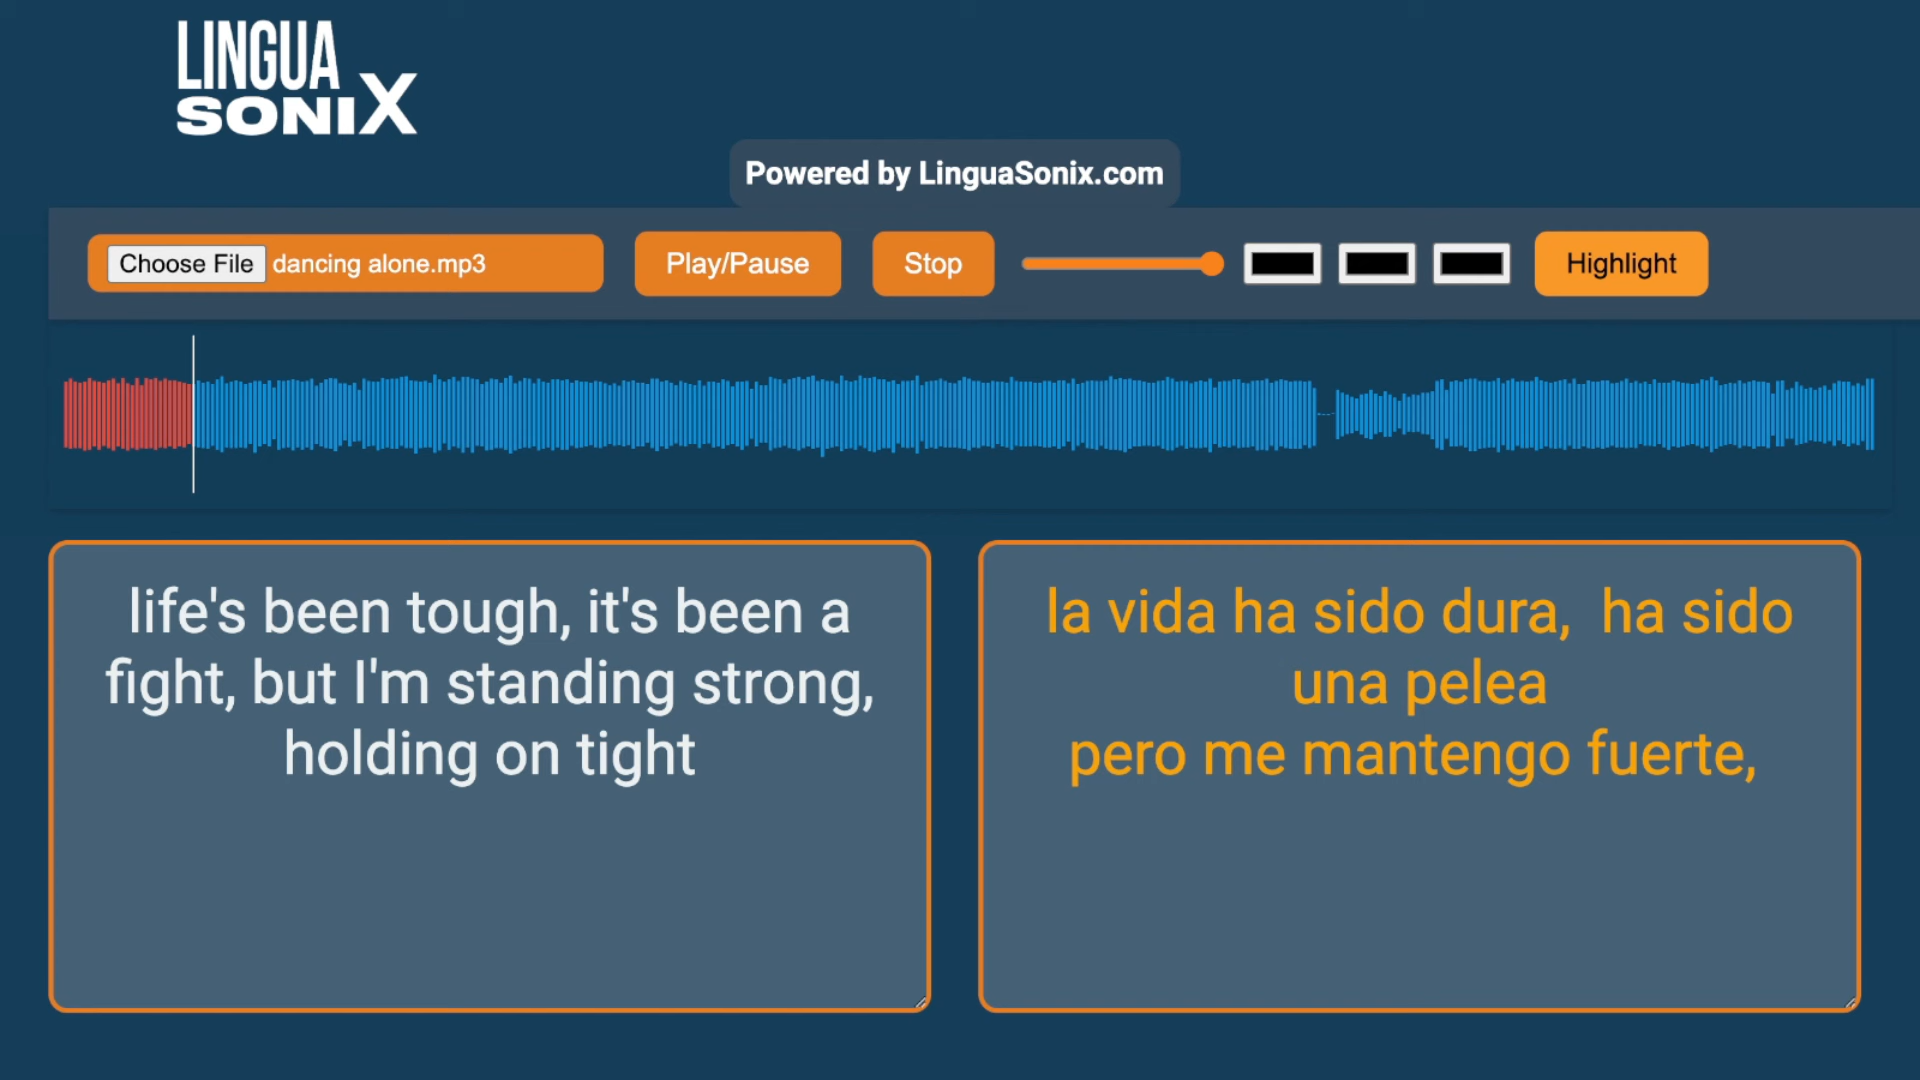 LINGUA
SONIX
Powered by LinguaSonix.com
Choose File dancing alone.mp3
Play/Pause
Stop
Highlight
life's been tough, it's been a
fight, but I'm standing strong,
holding on tight
la vida ha sido dura,  ha sido
una pelea
pero me mantengo fuerte,